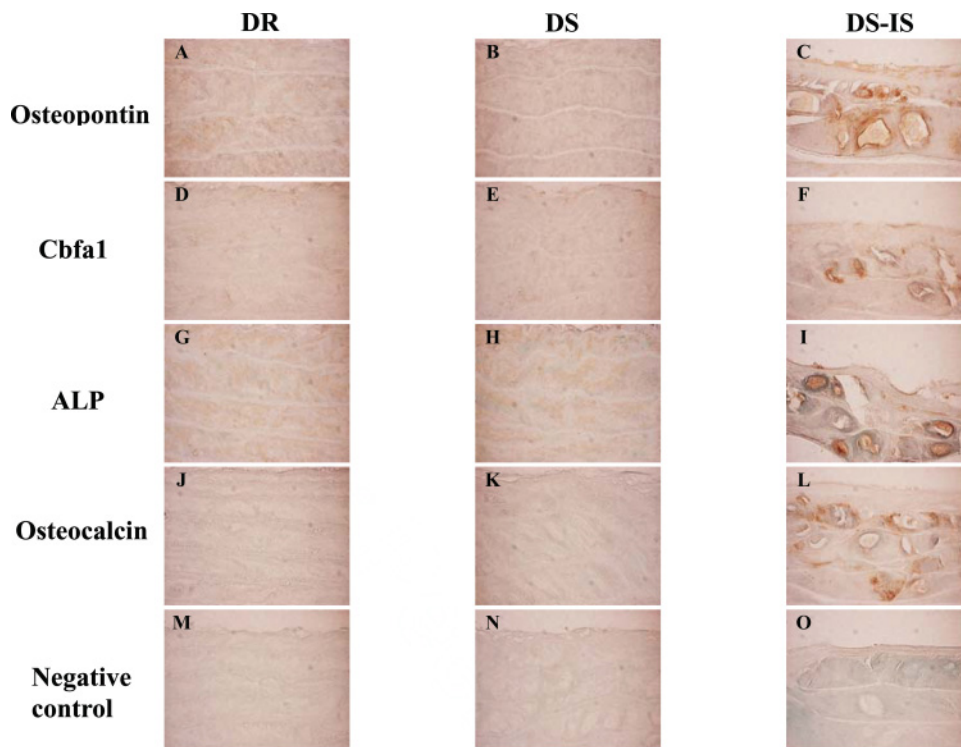 DR DS DS-IS
A B C
Osteopontin
D E F
Cbfa1
G H I
ALP
J K L
Osteocalcin
M N O
Negative
control